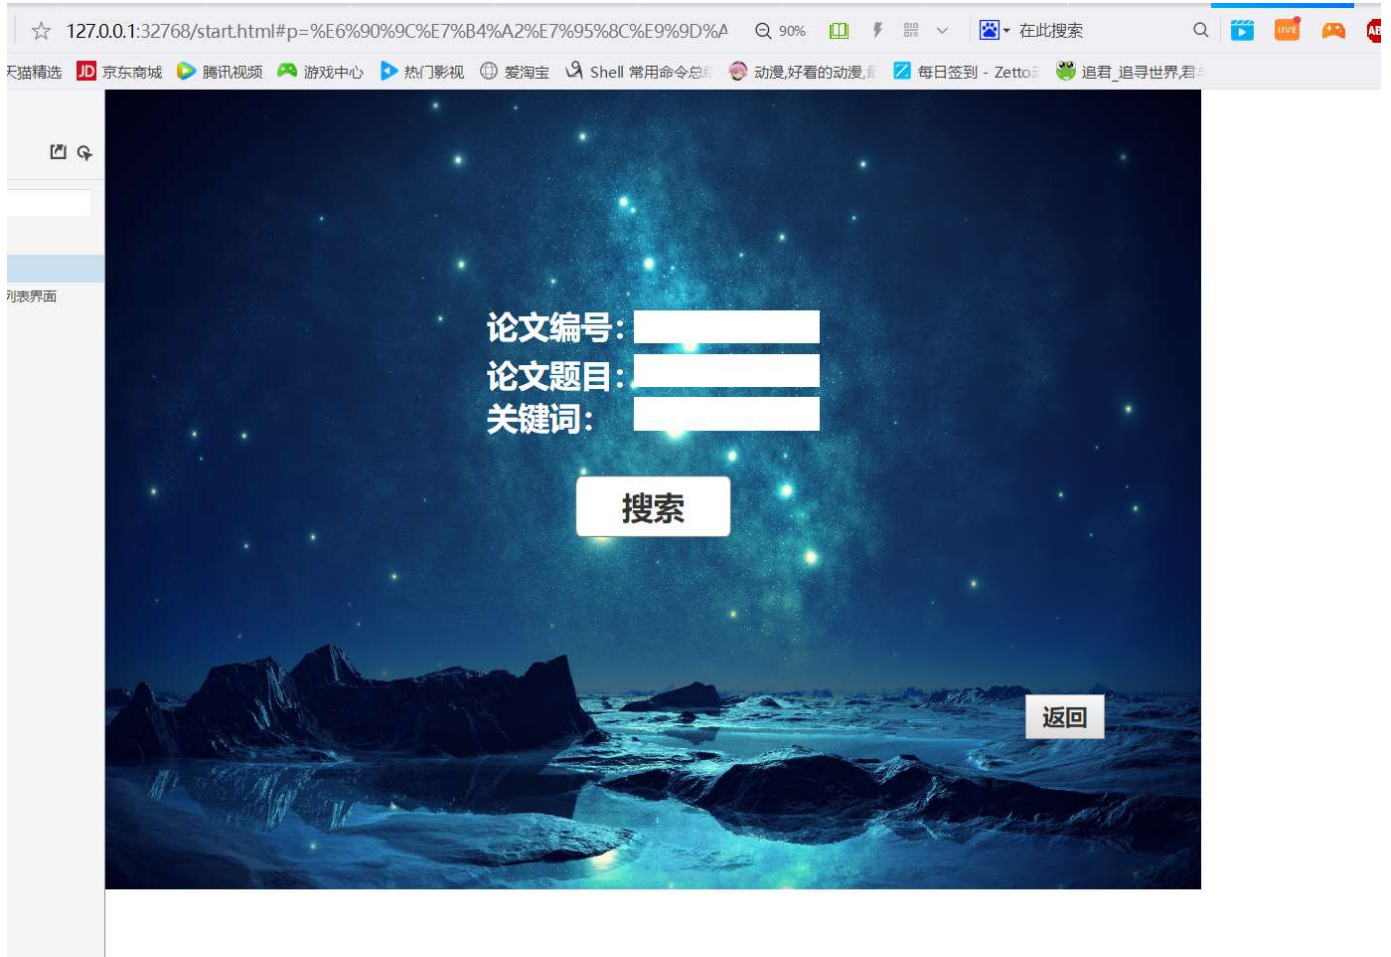 127.0.0.1:32768/start.html#p=%E6%90%9C%E7%B4%A2%E7%95%8C%E9%9D%A
90%
在此搜索
LIVE
天猫精选
JD 京东商城
腾讯视频
游戏中心
热门影视
爱淘宝
Shell 常用命令总
动漫,好看的动漫,
每日签到 - Zetto
追君_追寻世界,君
列表界面
论文编号：
论文题目：
关键词：
搜索
返回